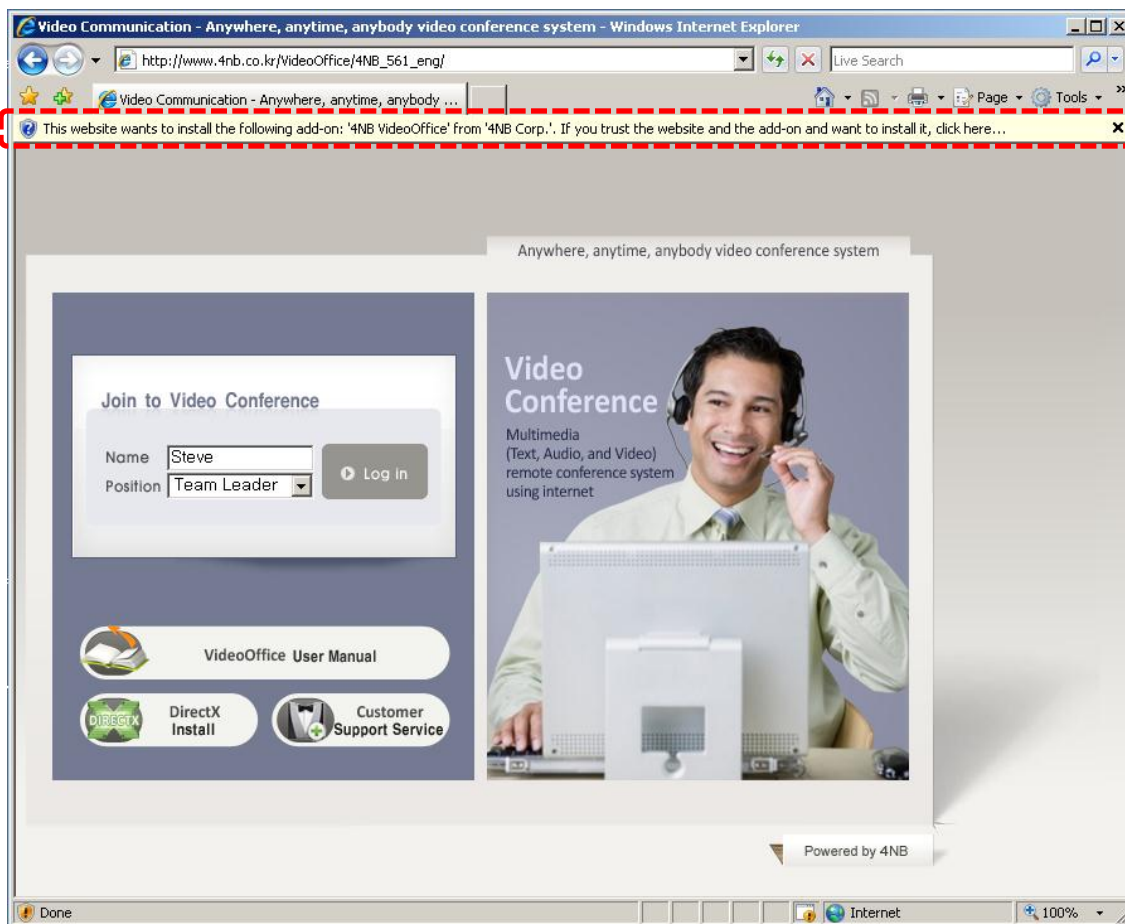 Video Communication - Anywhere, anytime, anybody video conference system - Windows Internet Explorer
http://www.4nb.co.kr/VideoOffice/4NB_561_eng/
Live Search
Video Communication - Anywhere, anytime, anybody ...
Page
Tools
This website wants to install the following add-on: '4NB VideoOffice' from '4NB Corp.'. If you trust the website and the add-on and want to install it, click here...
Anywhere, anytime, anybody video conference system
Join to Video Conference
Name Steve
Position Team Leader
Log in
VideoOffice User Manual
DIRECTX
DirectX
Install
Customer
Support Service
Video
Conference
Multimedia
(Text, Audio, and Video)
remote conference system
using internet
Powered by 4NB
Done
Internet
100%